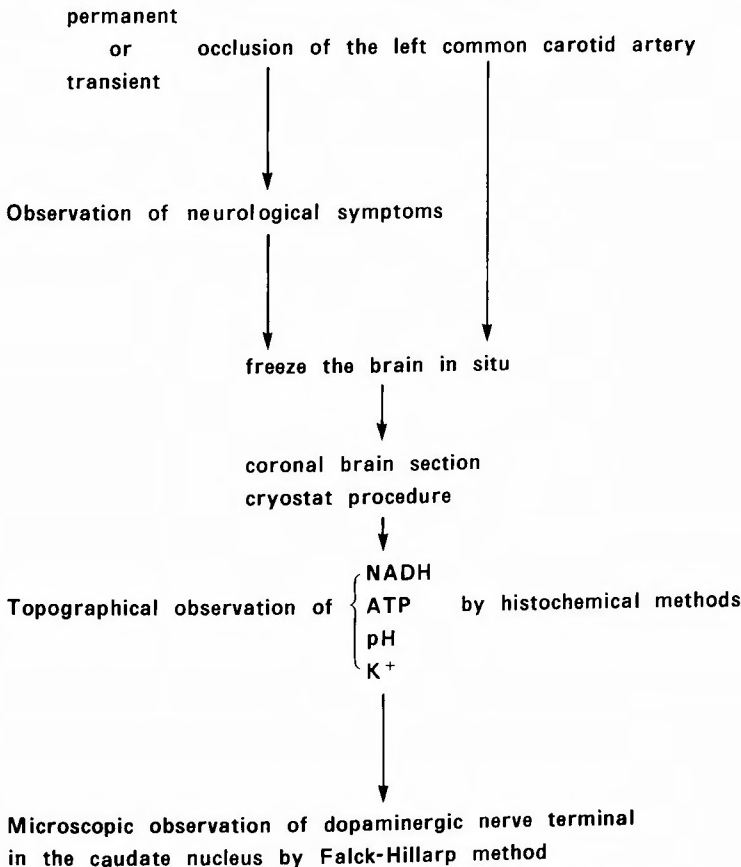 permanent
or occlusion of the left common carotid artery
transient
Observation of neurological symptoms
freeze the brain in situ
coronal brain section
cryostat procedure
NADH
Topographical observation of ATP by histochemical methods
pH
K+
Microscopic observation of dopaminergic nerve terminal
in the caudate nucleus by Falck-Hillarp method